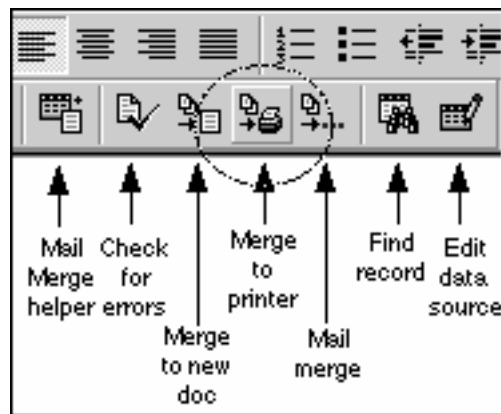 Mail
Merge
helper
Check
for
errors
Merge
to new
doc
Merge
to
printer
Mail
merge
Find
record
Edit
data
source